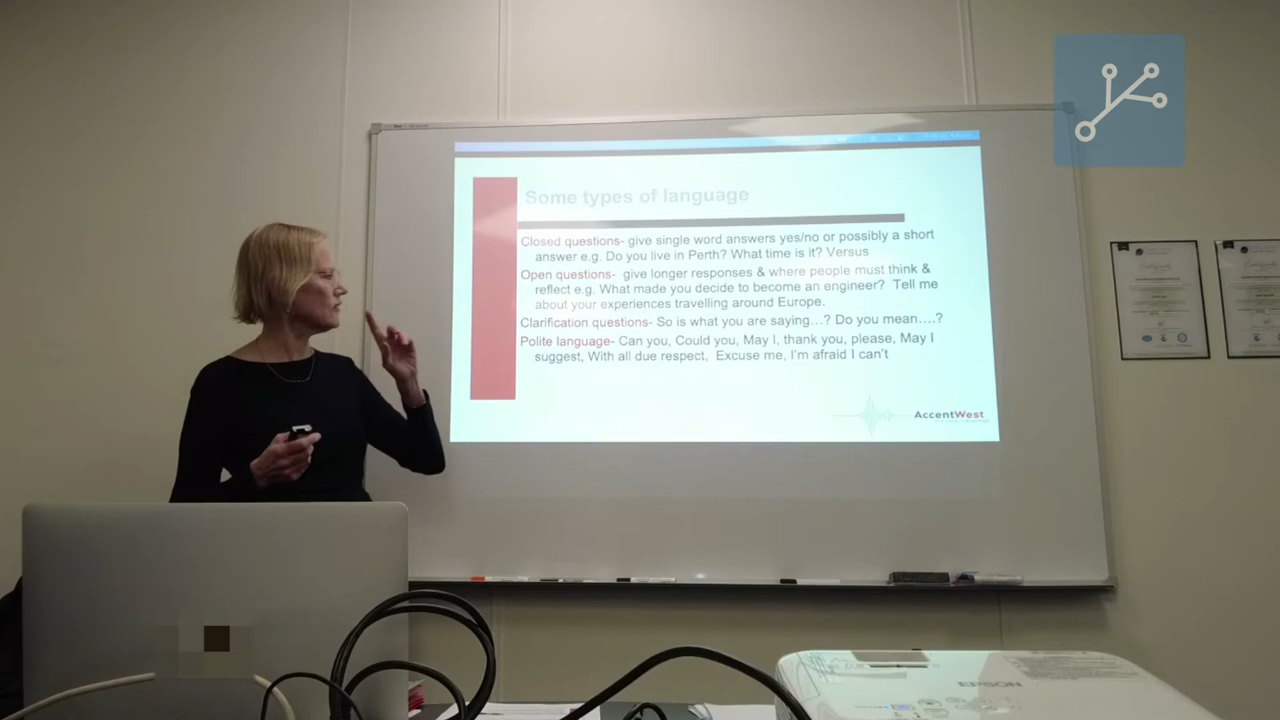 Some types of language
Closed questions- give single word answers yes/no or possibly a short
answer e.g. Do you live in Perth? What time is it? Versus
Open questions- give longer responses & where people must think &
reflect e.g. What made you decide to become an engineer? Tell me
about your experiences travelling around Europe.
Clarification questions- So is what you are saying...? Do you mean....?
Polite language- Can you, Could you, May I, thank you, please, May I
suggest, With all due respect, Excuse me, I'm afraid I can't
AccentWest
EPSON